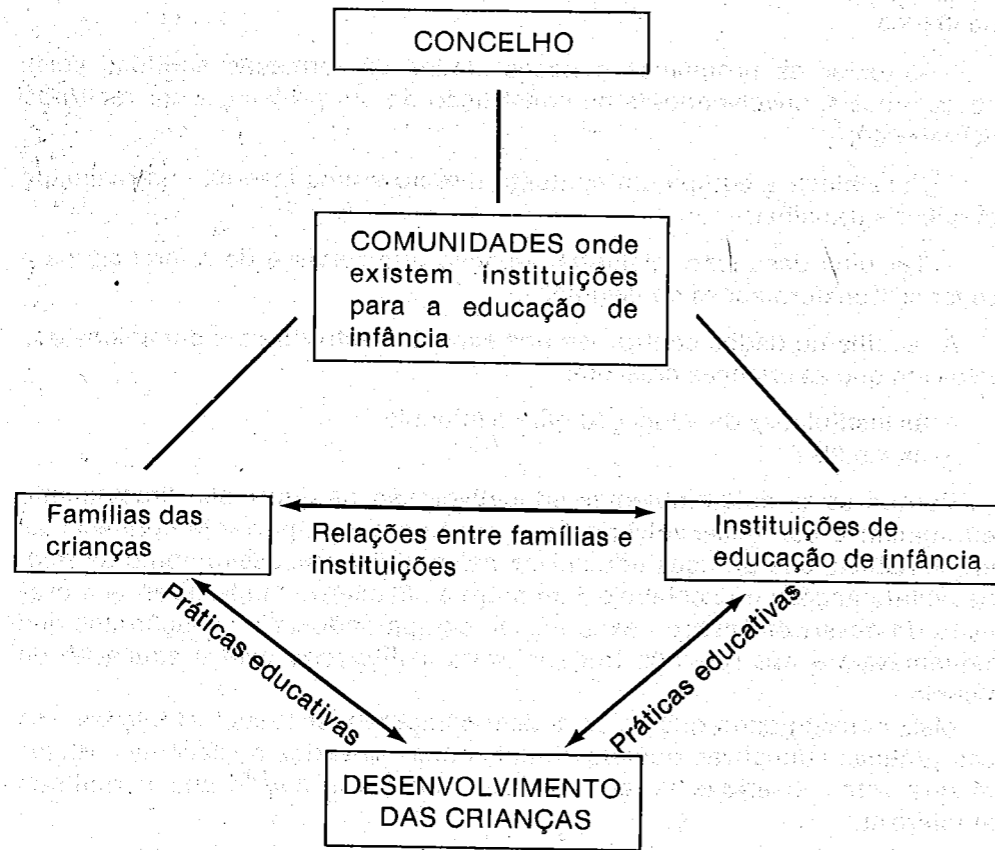 CONCELHO
COMUNIDADES onde
existem instituições
para a educação de
infância
Famílias das
crianças
Relações entre famílias e
instituições
Instituições de
educação de infância
Práticas educativas
Práticas educativas
DESENVOLVIMENTO
DAS CRIANÇAS